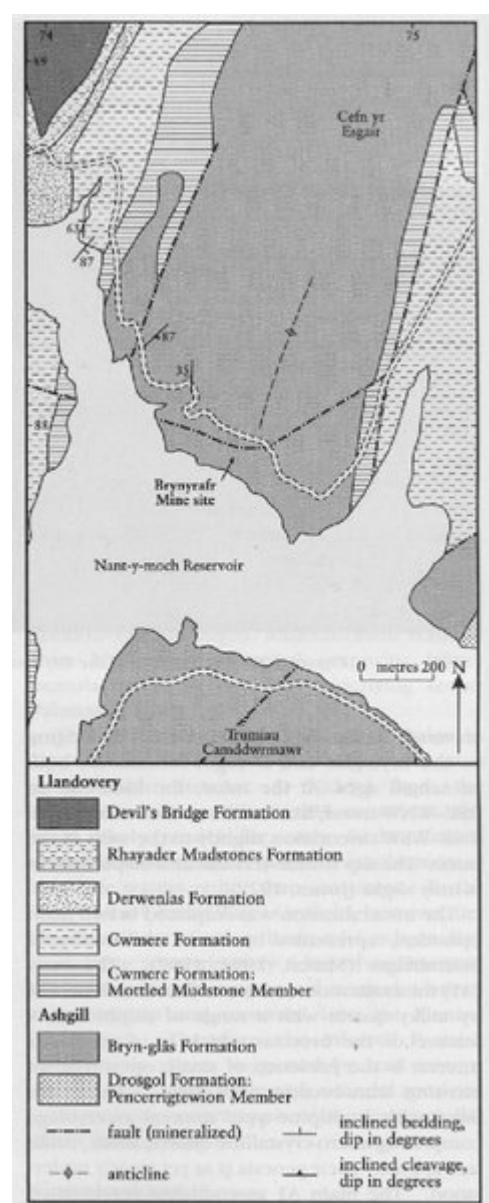 74
75
69
Cefn yr
Esgair
63
87
87
35
88
Brynyrafr
Mine site
Nant-y-moch Reservoir
0 metres 200 N
Trumiau
Camddwrmawr
Llandovery
Devil's Bridge Formation
Rhayader Mudstones Formation
Derwenlas Formation
Cwmere Formation
Cwmere Formation:
Mottled Mudstone Member
Ashgill
Bryn-glâs Formation
Drosgol Formation:
Pencerrigtewion Member
fault (mineralized)
inclined bedding,
dip in degrees
anticline
inclined cleavage,
dip in degrees